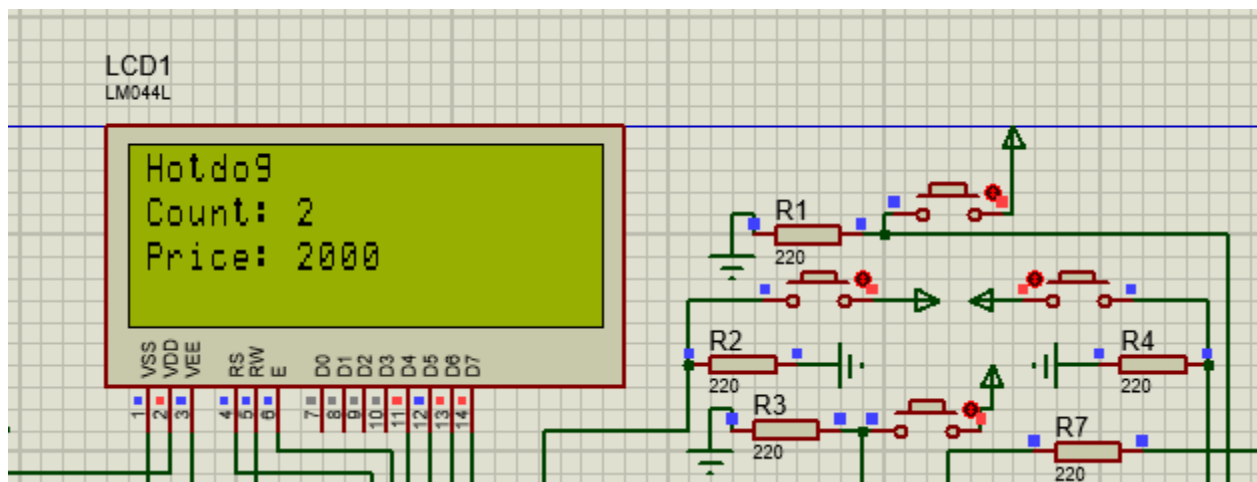 LCD1
LM044L
Hotdog
Count: 2
Price: 2000
VSS
VDD
VEE
RS
RW
E
D0
D1
D2
D3
D4
D5
D6
D7
1
2
3
4
5
6
7
8
9
10
11
12
13
14
R1
220
R2
220
R4
220
R3
220
R7
220